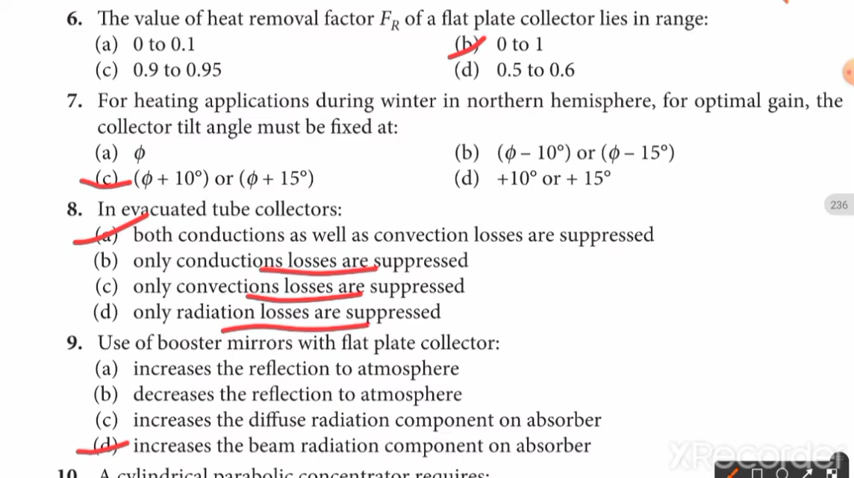 6. The value of heat removal factor F_R of a flat plate collector lies in range:
(a) 0 to 0.1 (b) 0 to 1
(c) 0.9 to 0.95 (d) 0.5 to 0.6
7. For heating applications during winter in northern hemisphere, for optimal gain, the
collector tilt angle must be fixed at:
(a) ϕ (b) (ϕ – 10°) or (ϕ – 15°)
(c) (ϕ + 10°) or (ϕ + 15°) (d) +10° or + 15°
236
8. In evacuated tube collectors:
(a) both conductions as well as convection losses are suppressed
(b) only conductions losses are suppressed
(c) only convections losses are suppressed
(d) only radiation losses are suppressed
9. Use of booster mirrors with flat plate collector:
(a) increases the reflection to atmosphere
(b) decreases the reflection to atmosphere
(c) increases the diffuse radiation component on absorber
(d) increases the beam radiation component on absorber
10. A cylindrical parabolic concentrator requires:
XRecorder